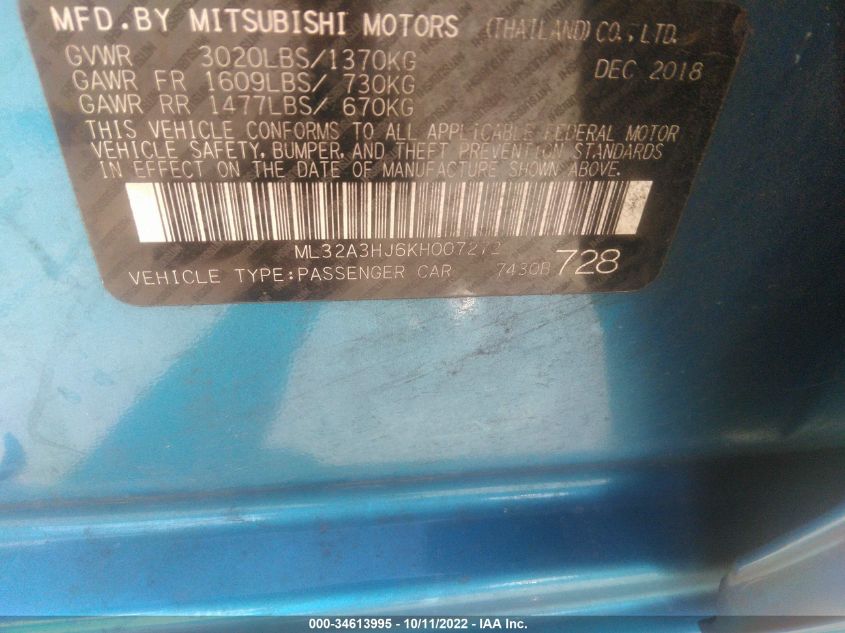 MFD.BY MITSUBISHI MOTORS (THAILAND)CO.,LTD.
GVWR 3020LBS/1370KG DEC 2018
GAWR FR 1609LBS/ 730KG
GAWR RR 1477LBS/ 670KG
THIS VEHICLE CONFORMS TO ALL APPLICABLE FEDERAL MOTOR
VEHICLE SAFETY, BUMPER, AND THEFT PREVENTION STANDARDS
IN EFFECT ON THE DATE OF MANUFACTURE SHOWN ABOVE.
ML32A3HJ6KH007272
VEHICLE TYPE:PASSENGER CAR 7430B 728
000-34613995 - 10/11/2022 - IAA Inc.